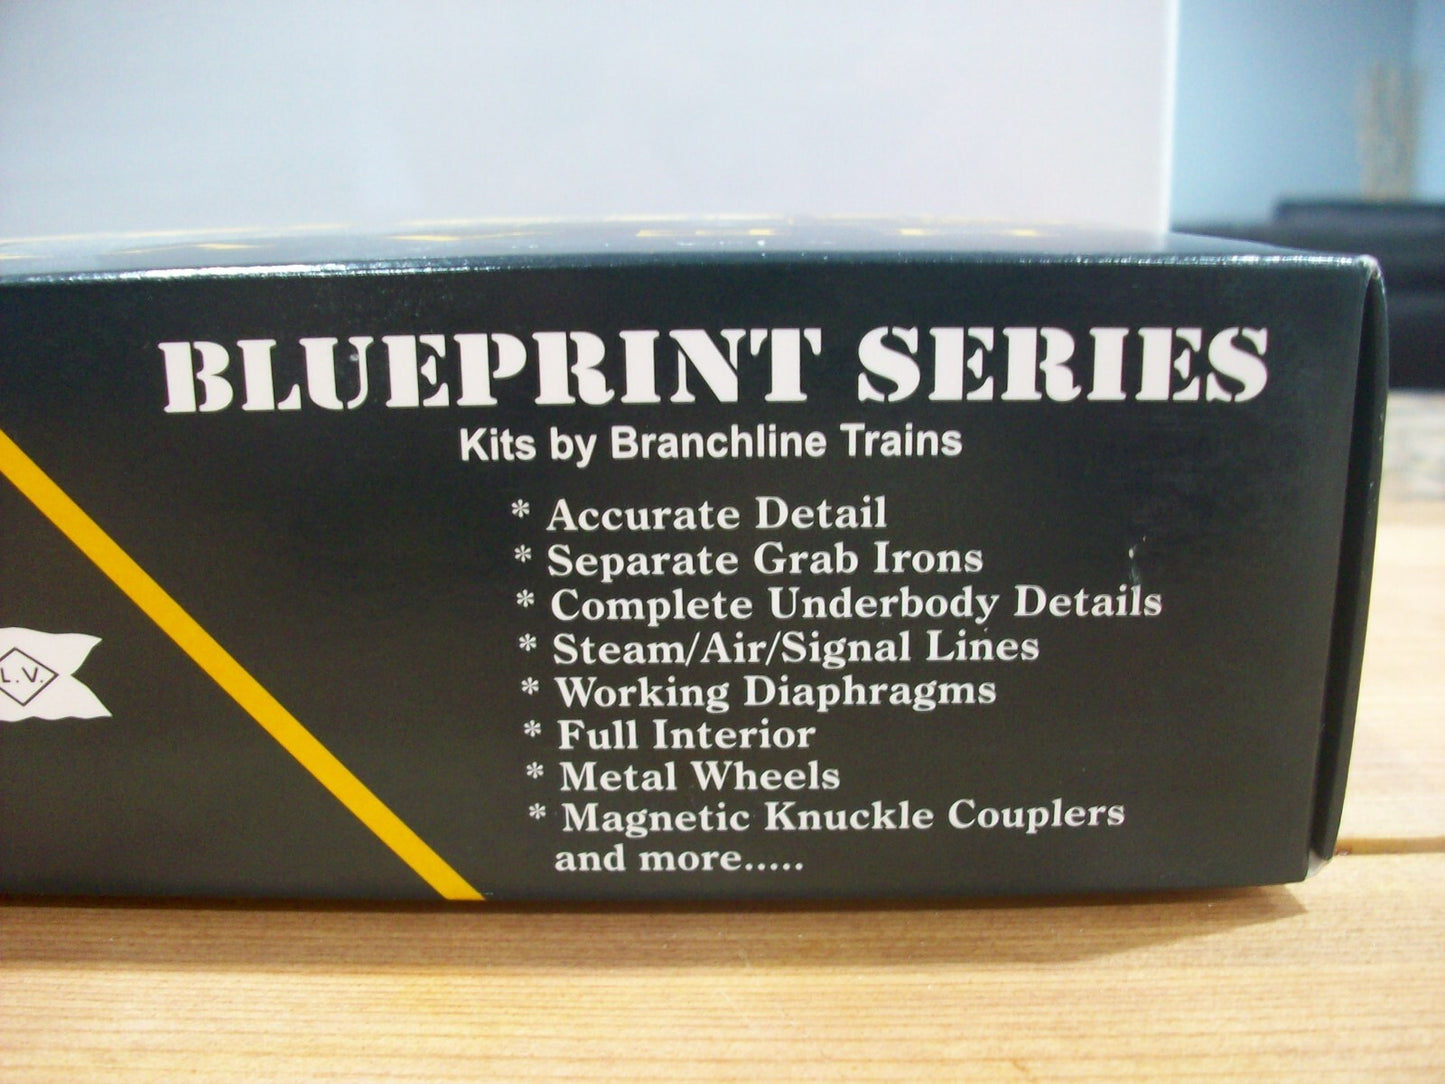 BLUEPRINT SERIES
Kits by Branchline Trains
* Accurate Detail
* Separate Grab Irons
* Complete Underbody Details
* Steam/Air/Signal Lines
* Working Diaphragms
* Full Interior
* Metal Wheels
* Magnetic Knuckle Couplers
and more.....
L.V.